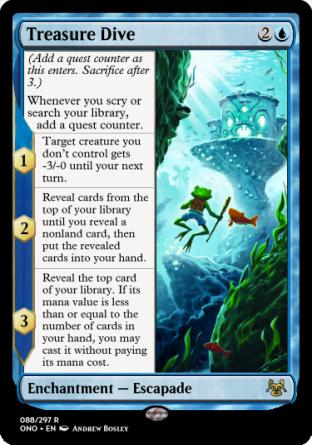 Treasure Dive 2
(Add a quest counter as
this enters. Sacrifice after
3.)
Whenever you scry or
search your library,
add a quest counter.
1
Target creature you
don't control gets
-3/-0 until your next
turn.
2
Reveal cards from the
top of your library
until you reveal a
nonland card, then
put the revealed
cards into your hand.
3
Reveal the top card
of your library. If its
mana value is less
than or equal to the
number of cards in
your hand, you may
cast it without paying
its mana cost.
Enchantment — Escapade
088/297 R
ONO • EN Andrew Bosley